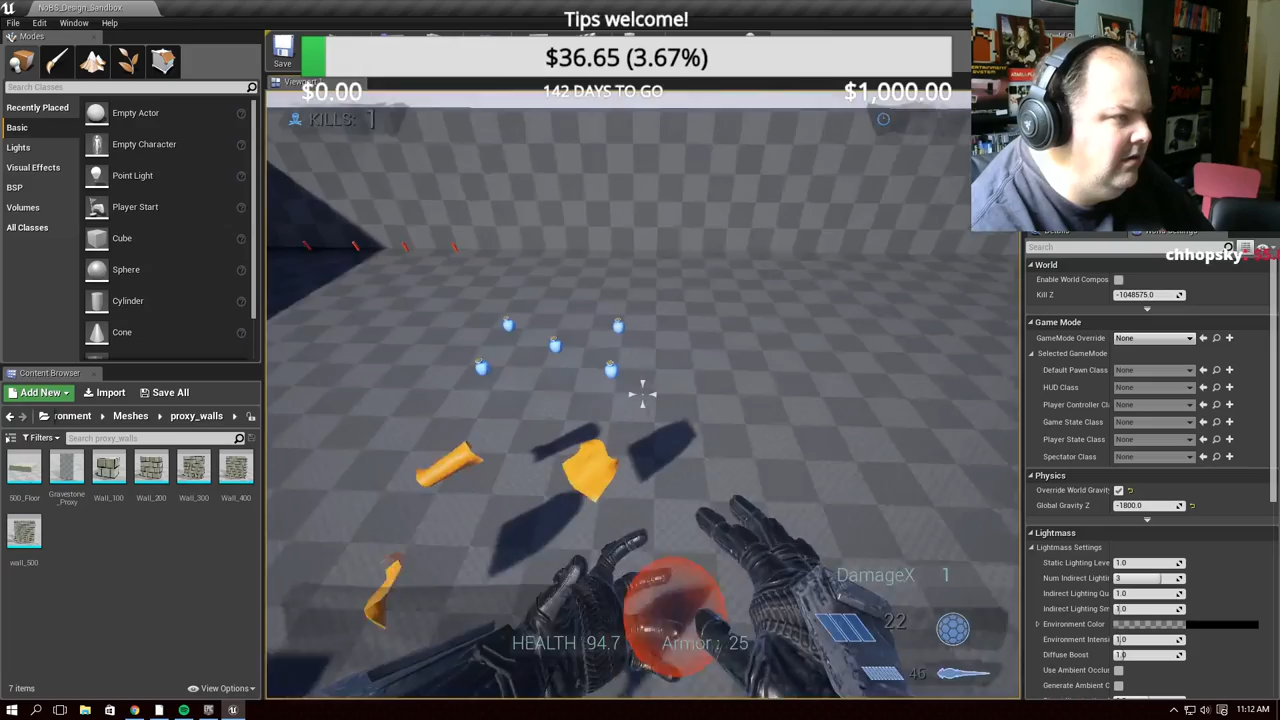 NoBS_Design_Sandbox
File
Edit
Window
Help
Tips welcome!
$36.65 (3.67%)
$0.00
142 DAYS TO GO
$1,000.00
Modes
Save
Search Classes
Recently Placed
Basic
Lights
Visual Effects
BSP
Volumes
All Classes
Empty Actor
Empty Character
Point Light
Player Start
Cube
Sphere
Cylinder
Cone
KILLS: 1
Content Browser
Add New
Import
Save All
ronment
Meshes
proxy_walls
Filters
Search proxy_walls
500_Floor
Gravestone_Proxy
Wall_100
Wall_200
Wall_300
Wall_400
wall_500
7 items
View Options
DamageX 1
22
HEALTH 94.7
Armor: 25
46
Search
chhopsky:
World
Enable World Compos
Kill Z
-1048575.0
Game Mode
GameMode Override
None
Selected GameMode
Default Pawn Class
None
HUD Class
None
Player Controller Cl
None
Game State Class
None
Player State Class
None
Spectator Class
None
Physics
Override World Gravit
Global Gravity Z
-1800.0
Lightmass
Lightmass Settings
Static Lighting Leve
1.0
Num Indirect Lightin
3
Indirect Lighting Qu
1.0
Indirect Lighting Sm
1.0
Environment Color
Environment Intensi
1.0
Diffuse Boost
1.0
Use Ambient Occlu
Generate Ambient O
11:12 AM